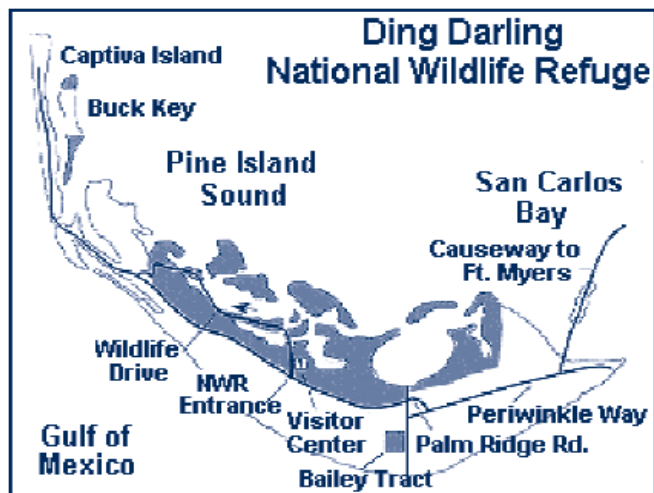 Ding Darling
National Wildlife Refuge
Captiva Island
Buck Key
Pine Island
Sound
San Carlos
Bay
Causeway to
Ft. Myers
Wildlife
Drive
NWR
Entrance
Visitor
Center
Periwinkle Way
Palm Ridge Rd.
Gulf of
Mexico
Bailey Tract